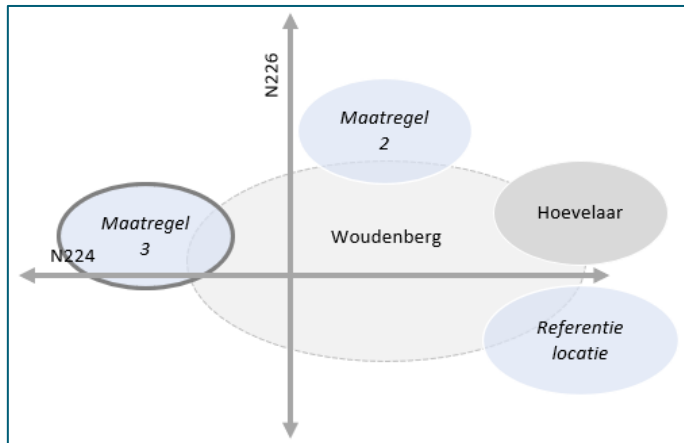 N226
Maatregel
2
Maatregel
3
Woudenberg
Hoevelaar
N224
Referentie
locatie